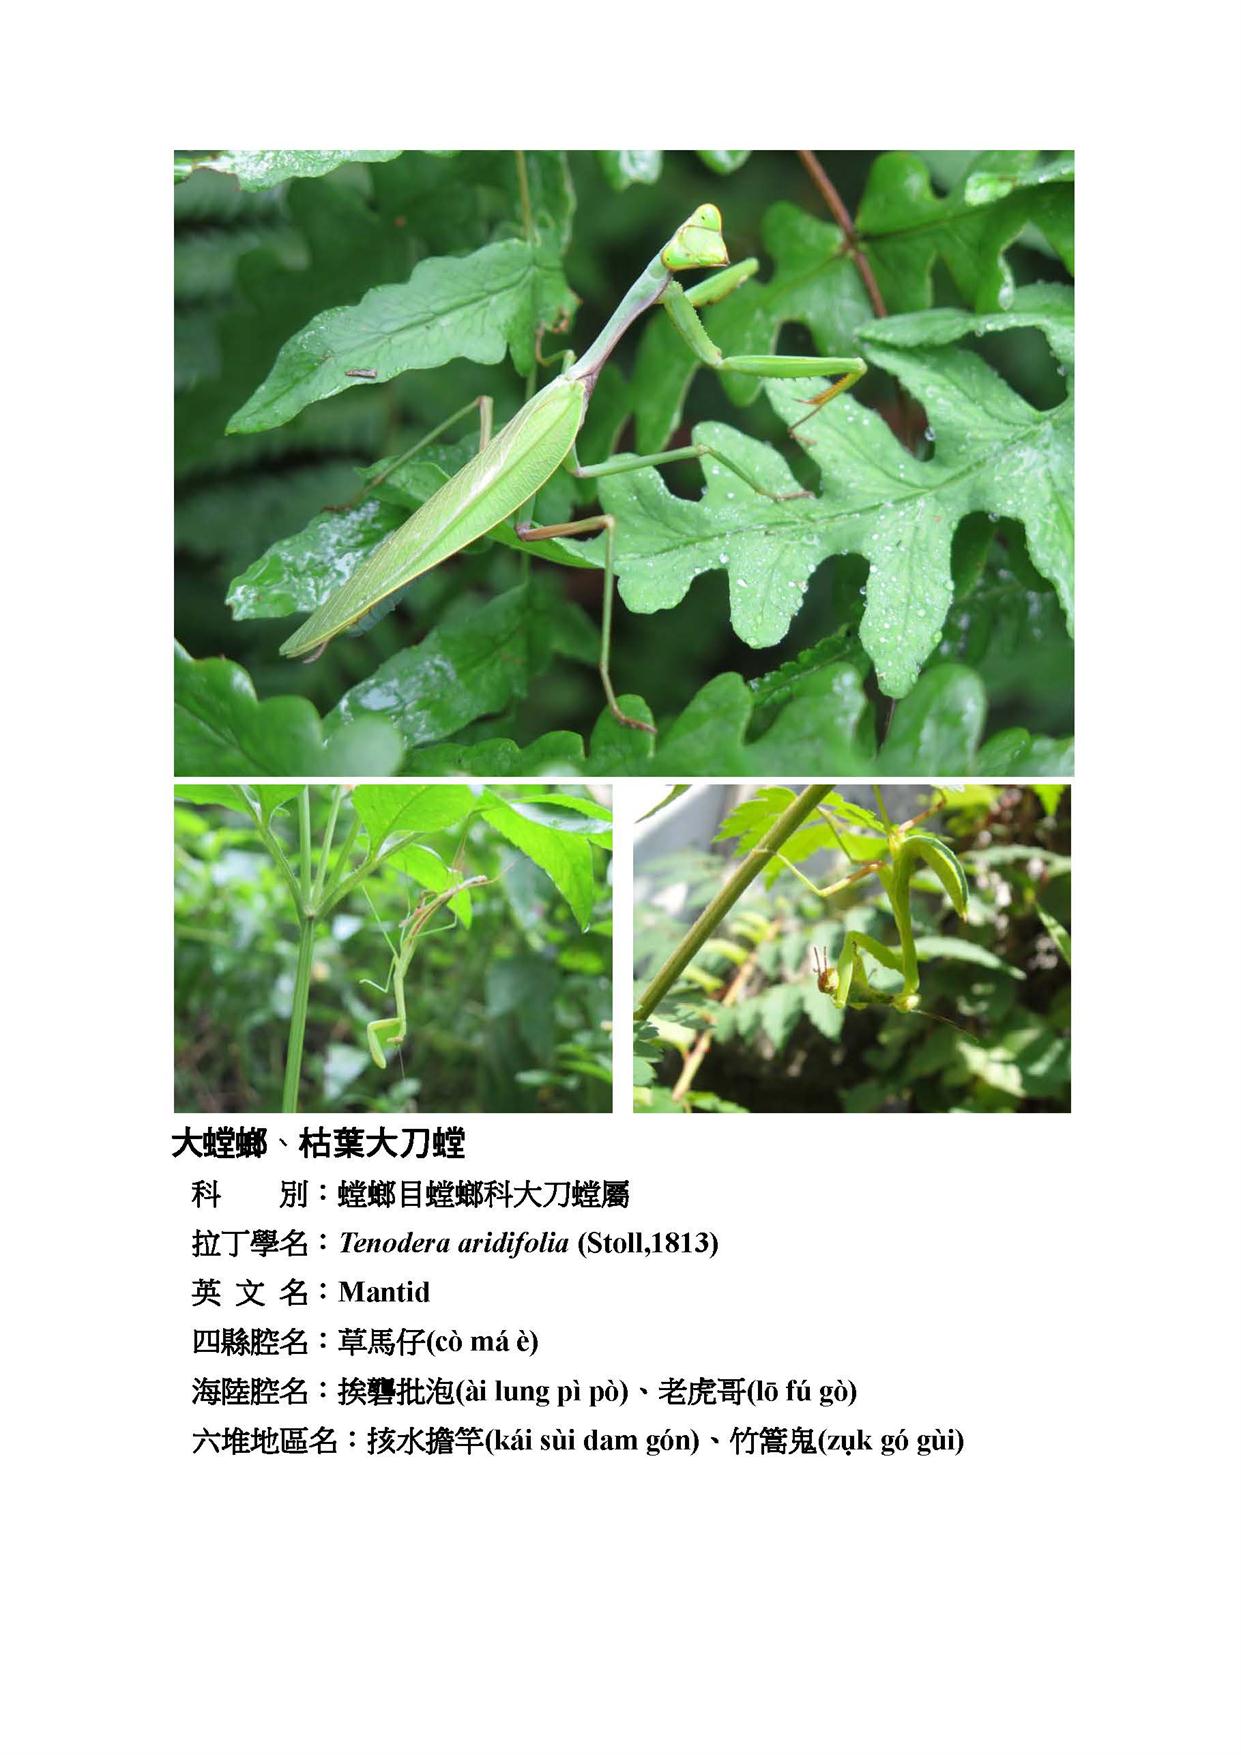 大螳螂、枯葉大刀螳
科　　別：螳螂目螳螂科大刀螳屬
拉丁學名：Tenodera aridifolia (Stoll,1813)
英 文 名：Mantid
四縣腔名：草馬仔(cò má è)
海陸腔名：挨礱批泡(ài lung pì pò)、老虎哥(lō fú gò)
六堆地區名：㧡水擔竿(kái sùi dam gón)、竹篙鬼(zụk gó gùi)